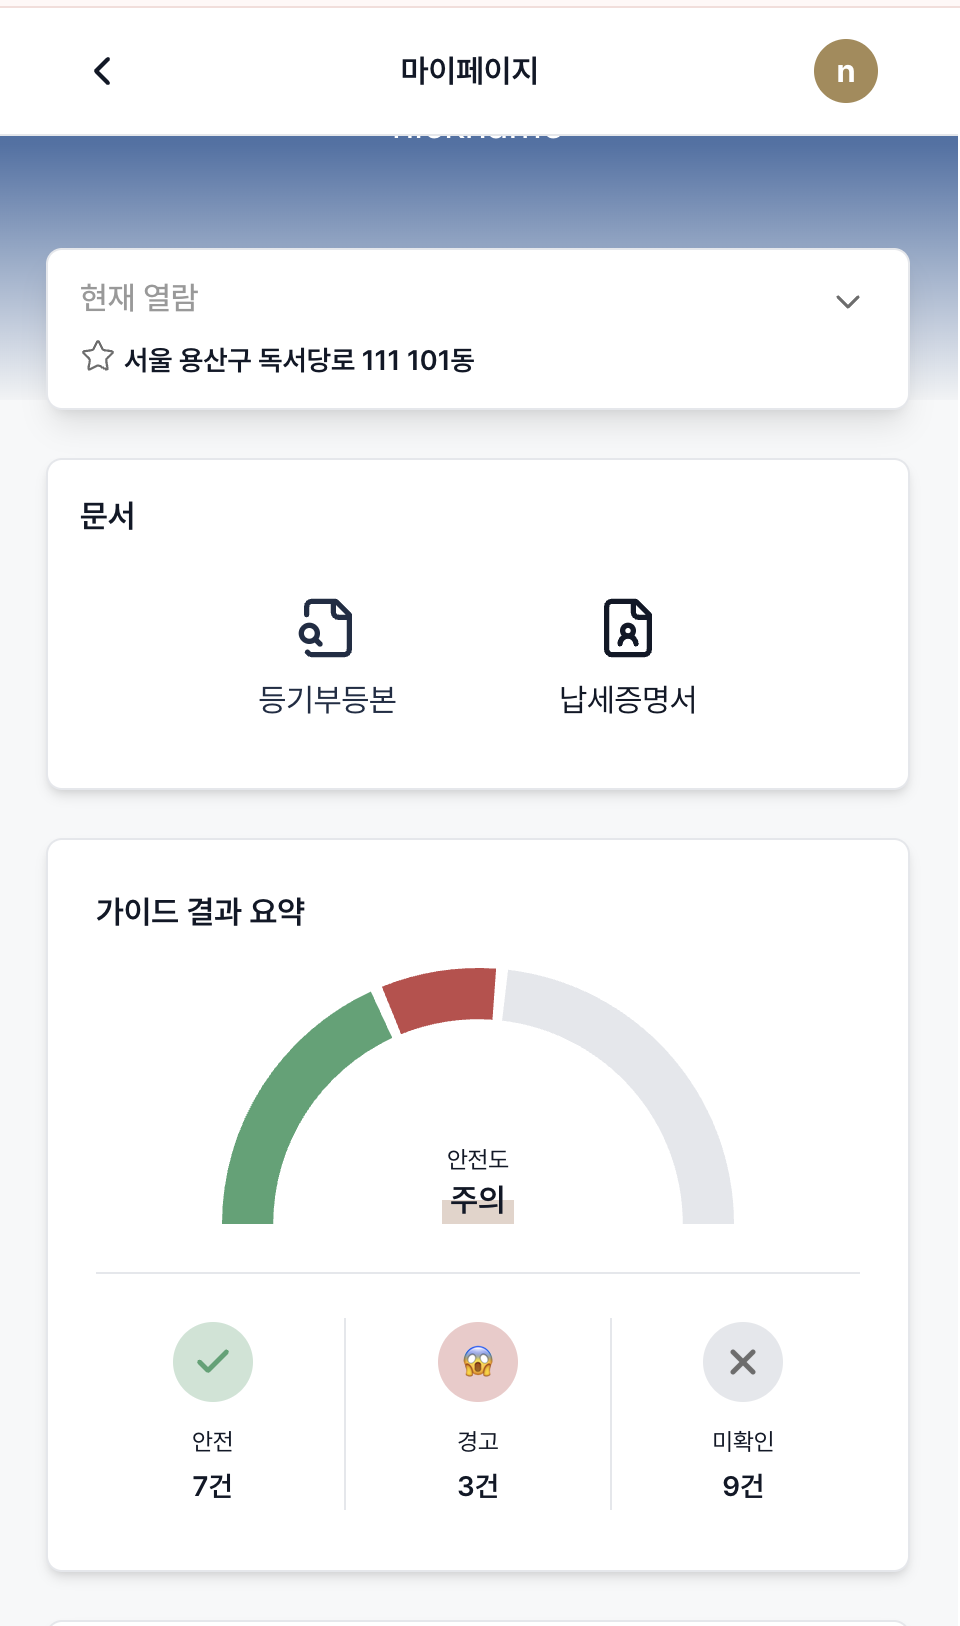 마이페이지
n
현재 열람
서울 용산구 독서당로 111 101동
문서
등기부등본
납세증명서
가이드 결과 요약
안전도
주의
안전
7건
경고
3건
미확인
9건